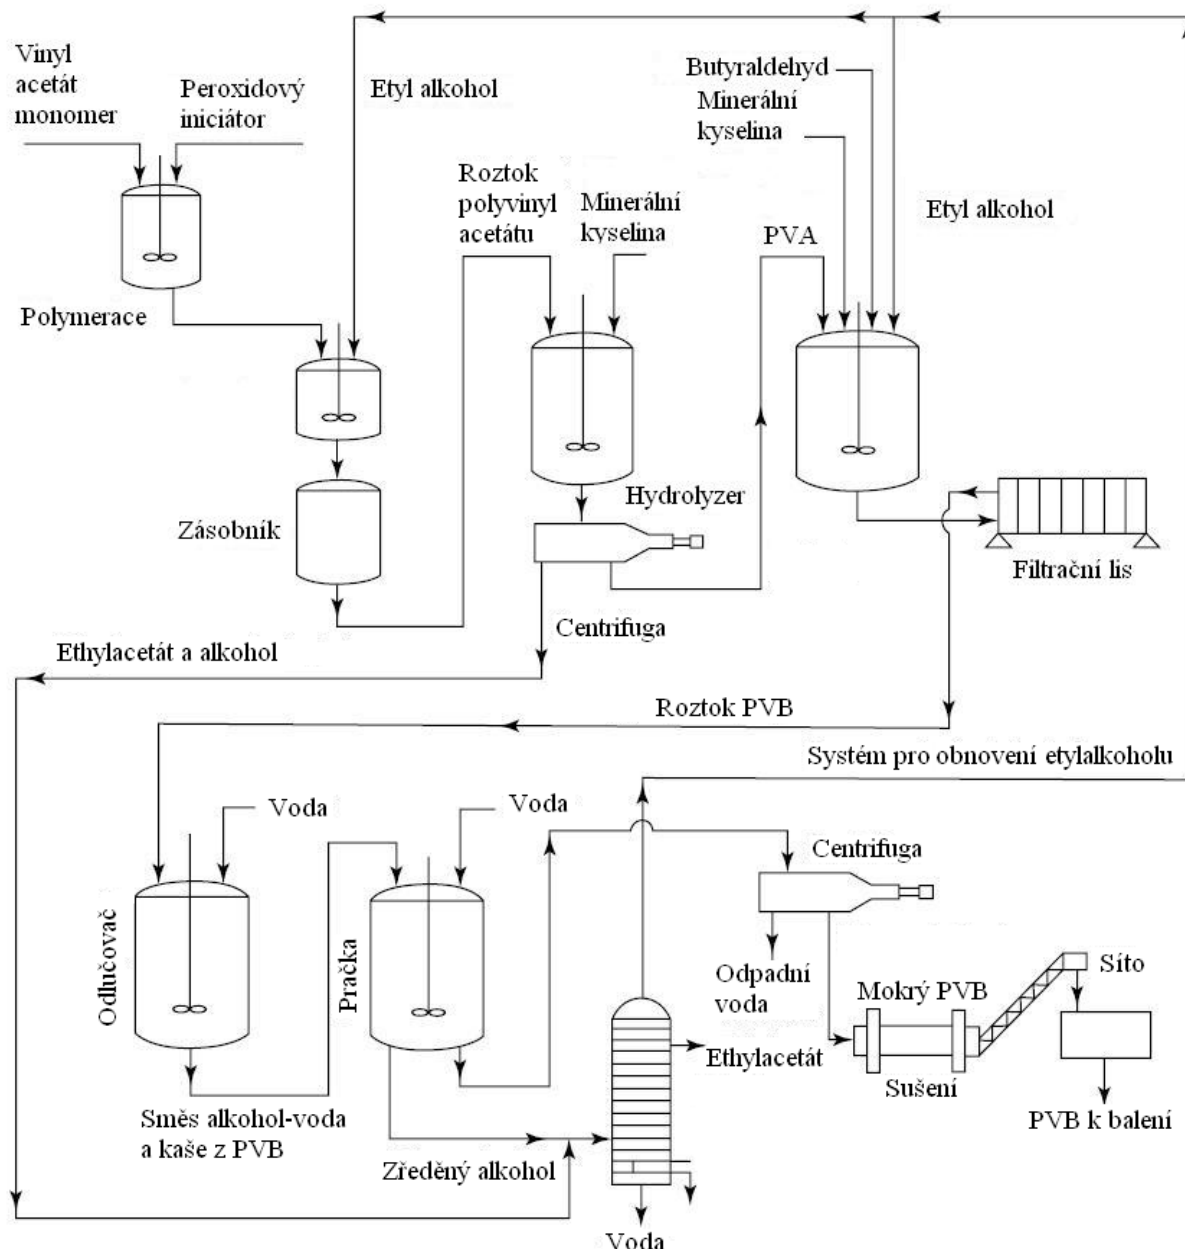 Vinyl
acetát
monomer
Peroxidový
iniciátor
Etyl alkohol
Butyraldehyd
Minerální
kyselina
Roztok
polyvinyl
acetátu
Minerální
kyselina
PVA
Etyl alkohol
Polymerace
Zásobník
Hydrolyzer
Filtrační lis
Centrifuga
Ethylacetát a alkohol
Roztok PVB
Systém pro obnovení etylalkoholu
Voda
Voda
Centrifuga
Odlučovač
Pračka
Odpadní
voda
Mokrý PVB
Síto
Ethylacetát
Sušení
PVB k balení
Směs alkohol-voda
a kaše z PVB
Zředěný alkohol
Voda